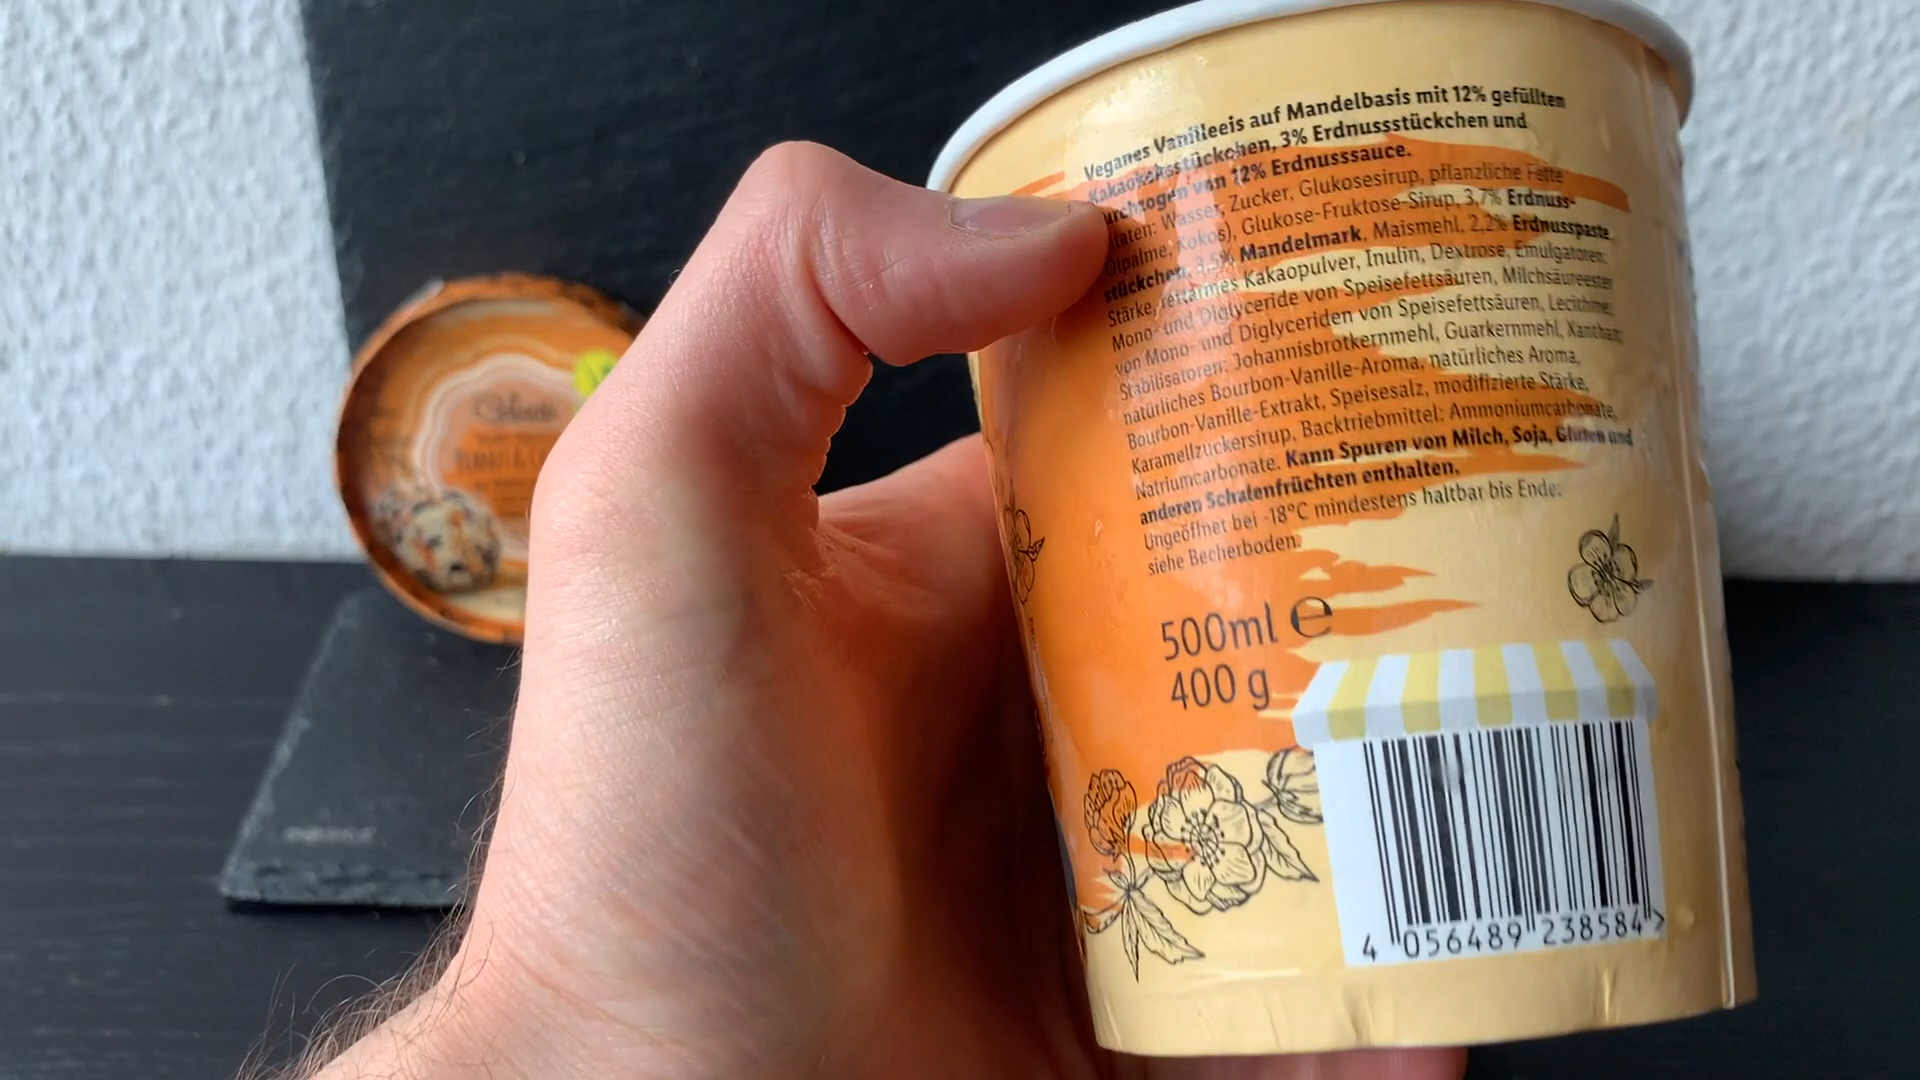 Veganes Vanilleeis auf Mandelbasis mit 12% gefüllten
Kakaokeksstückchen, 3% Erdnussstückchen und
urchzogen von 12% Erdnusssauce.
taten: Wasser, Zucker, Glukosesirup, pflanzliche Fette
Ölpalme, Kokos), Glukose-Fruktose-Sirup, 3,7% Erdnuss-
stückchen, 3,5% Mandelmark, Maismehl, 2,2% Erdnusspaste,
Stärke, fettarmes Kakaopulver, Inulin, Dextrose, Emulgatoren:
Mono- und Diglyceride von Speisefettsäuren, Milchsäureester
von Mono- und Diglyceriden von Speisefettsäuren, Lecithine;
Stabilisatoren: Johannisbrotkernmehl, Guarkernmehl, Xanthan;
natürliches Bourbon-Vanille-Aroma, natürliches Aroma,
Bourbon-Vanille-Extrakt, Speisesalz, modifizierte Stärke,
Karamellzuckersirup, Backtriebmittel: Ammoniumcarbonate,
Natriumcarbonate. Kann Spuren von Milch, Soja, Gluten und
anderen Schalenfrüchten enthalten.
Ungeöffnet bei -18°C mindestens haltbar bis Ende:
siehe Becherboden.
500ml e
400 g
4 056489 238584 >